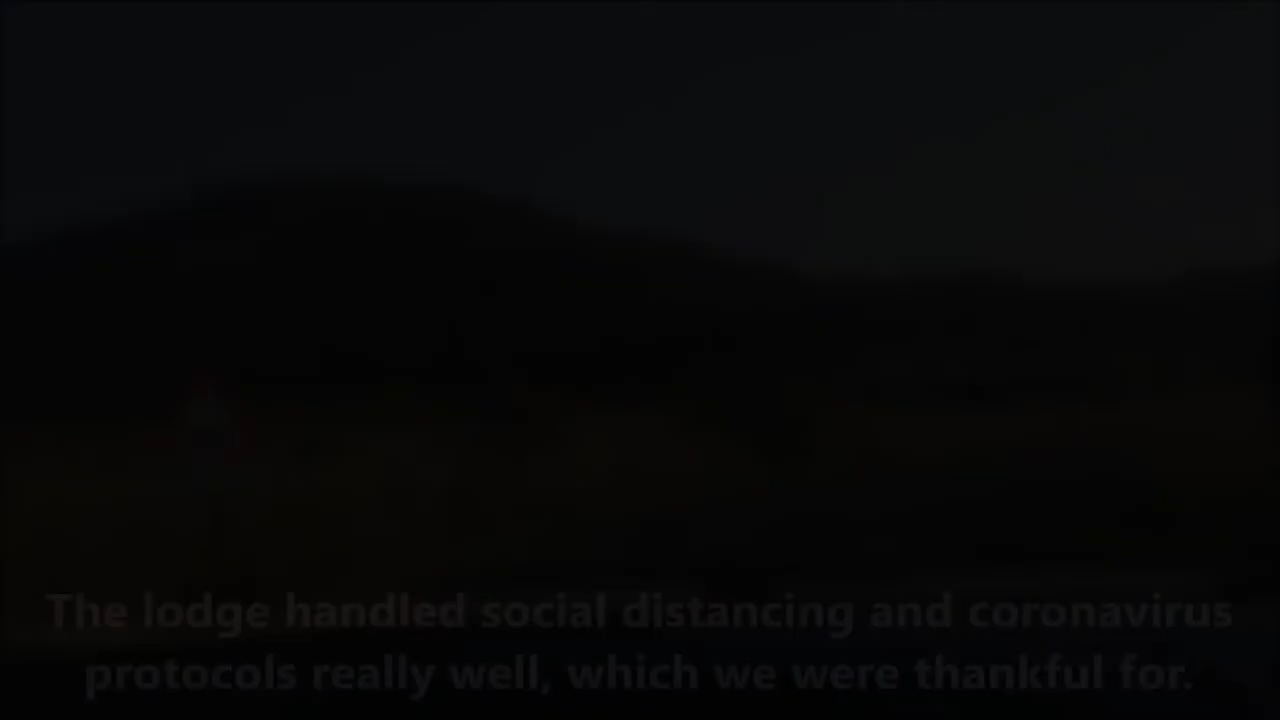 The lodge handled social distancing and coronavirus
protocols really well, which we were thankful for.